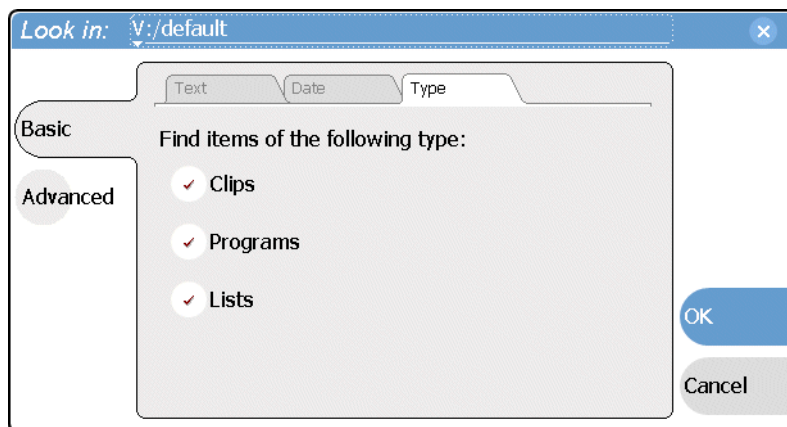 Look in: V:/default
Text Date Type
Basic
Find items of the following type:
Clips
Advanced
Programs
Lists
OK
Cancel